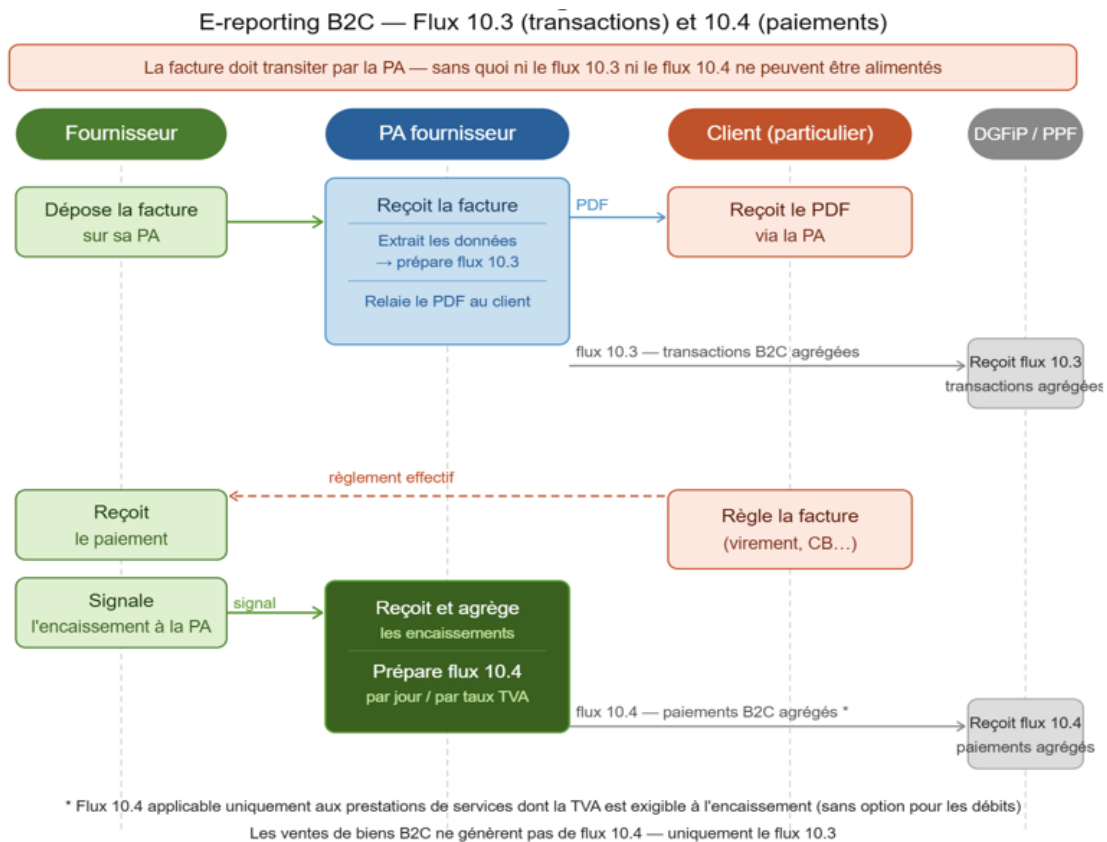 E-reporting B2C — Flux 10.3 (transactions) et 10.4 (paiements)
La facture doit transiter par la PA — sans quoi ni le flux 10.3 ni le flux 10.4 ne peuvent être alimentés
Fournisseur
PA fournisseur
Client (particulier)
DGFiP / PPF
Dépose la facture
sur sa PA
Reçoit la facture
Extrait les données
→ prépare flux 10.3
Relaie le PDF au client
PDF
Reçoit le PDF
via la PA
flux 10.3 — transactions B2C agrégées
Reçoit flux 10.3
transactions agrégées
règlement effectif
Reçoit
le paiement
Règle la facture
(virement, CB…)
Signale
l'encaissement à la PA
signal
Reçoit et agrège
les encaissements
Prépare flux 10.4
par jour / par taux TVA
flux 10.4 — paiements B2C agrégés *
Reçoit flux 10.4
paiements agrégés
* Flux 10.4 applicable uniquement aux prestations de services dont la TVA est exigible à l'encaissement (sans option pour les débits)
Les ventes de biens B2C ne génèrent pas de flux 10.4 — uniquement le flux 10.3